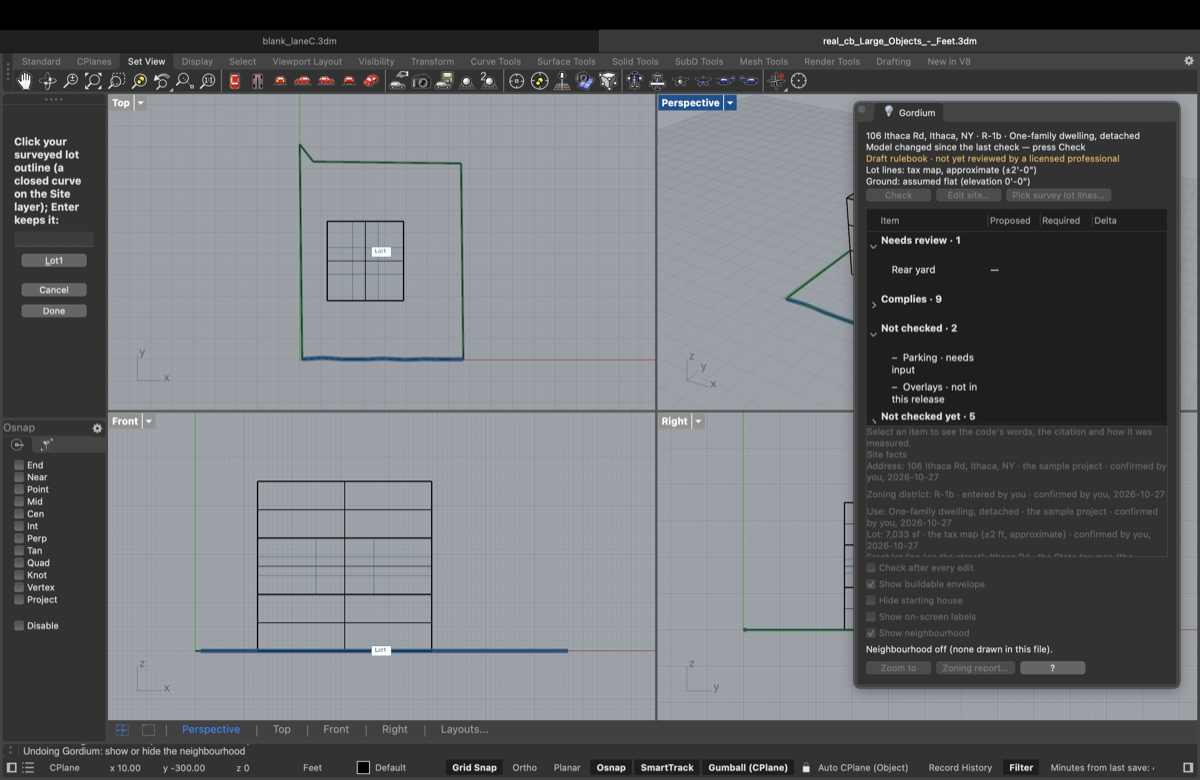 blank_laneC.3dm
real_cb_Large_Objects_-_Feet.3dm
Standard CPlanes Set View Display Select Viewport Layout Visibility Transform Curve Tools Surface Tools Solid Tools SubD Tools Mesh Tools Render Tools Drafting New in V8
Click your
surveyed lot
outline (a
closed curve
on the Site
layer); Enter
keeps it:
Lot1
Cancel
Done
Osnap
End
Near
Point
Mid
Cen
Int
Perp
Tan
Quad
Knot
Vertex
Project
Disable
Top
Lot1
y
x
Perspective
z
y
x
Front
Lot1
z
x
Right
z
y
Gordium
106 Ithaca Rd, Ithaca, NY · R-1b · One-family dwelling, detached
Model changed since the last check — press Check
Draft rulebook · not yet reviewed by a licensed professional
Lot lines: tax map, approximate (±2'-0")
Ground: assumed flat (elevation 0'-0")
Check Edit site... Pick survey lot lines...
Item Proposed Required Delta
Needs review · 1
Rear yard —
Complies · 9
Not checked · 2
– Parking · needs
input
– Overlays · not in
this release
Not checked yet · 5
Select an item to see the code's words, the citation and how it was
measured.
Site facts
Address: 106 Ithaca Rd, Ithaca, NY · the sample project · confirmed by
you, 2026-10-27
Zoning district: R-1b · entered by you · confirmed by you, 2026-10-27
Use: One-family dwelling, detached · the sample project · confirmed
by you, 2026-10-27
Lot: 7,033 sf · the tax map (±2 ft, approximate) · confirmed by you,
2026-10-27
Check after every edit
Show buildable envelope
Hide starting house
Show on-screen labels
Show neighbourhood
Neighbourhood off (none drawn in this file).
Zoom to Zoning report... ?
Perspective Top Front Right Layouts...
Undoing Gordium: show or hide the neighbourhood
CPlane x 10.00 y -300.00 z 0 Feet Default Grid Snap Ortho Planar Osnap SmartTrack Gumball (CPlane) Auto CPlane (Object) Record History Filter Minutes from last save: